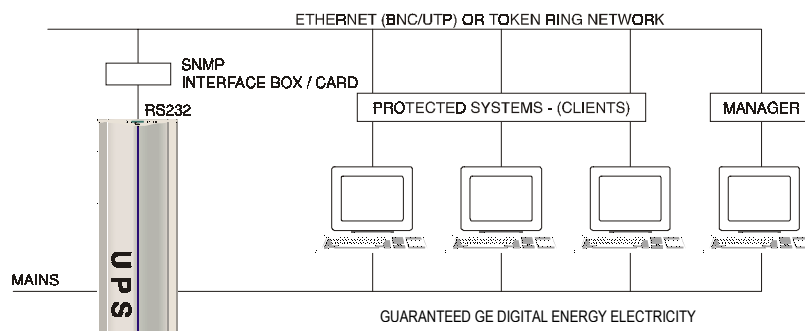 ETHERNET (BNC/UTP) OR TOKEN RING NETWORK
SNMP
INTERFACE BOX / CARD
RS232
PROTECTED SYSTEMS - (CLIENTS)
MANAGER
UPS
MAINS
GUARANTEED GE DIGITAL ENERGY ELECTRICITY